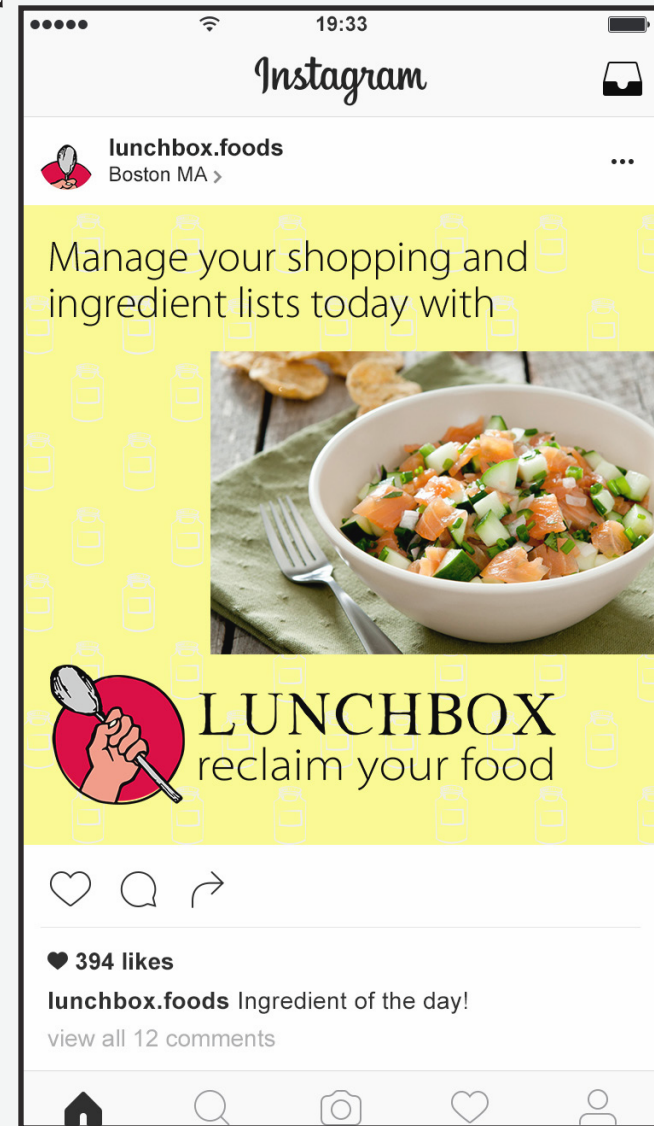 19:33
Instagram
lunchbox.foods
Boston MA >
Manage your shopping and
ingredient lists today with
LUNCHBOX
reclaim your food
394 likes
lunchbox.foods Ingredient of the day!
view all 12 comments